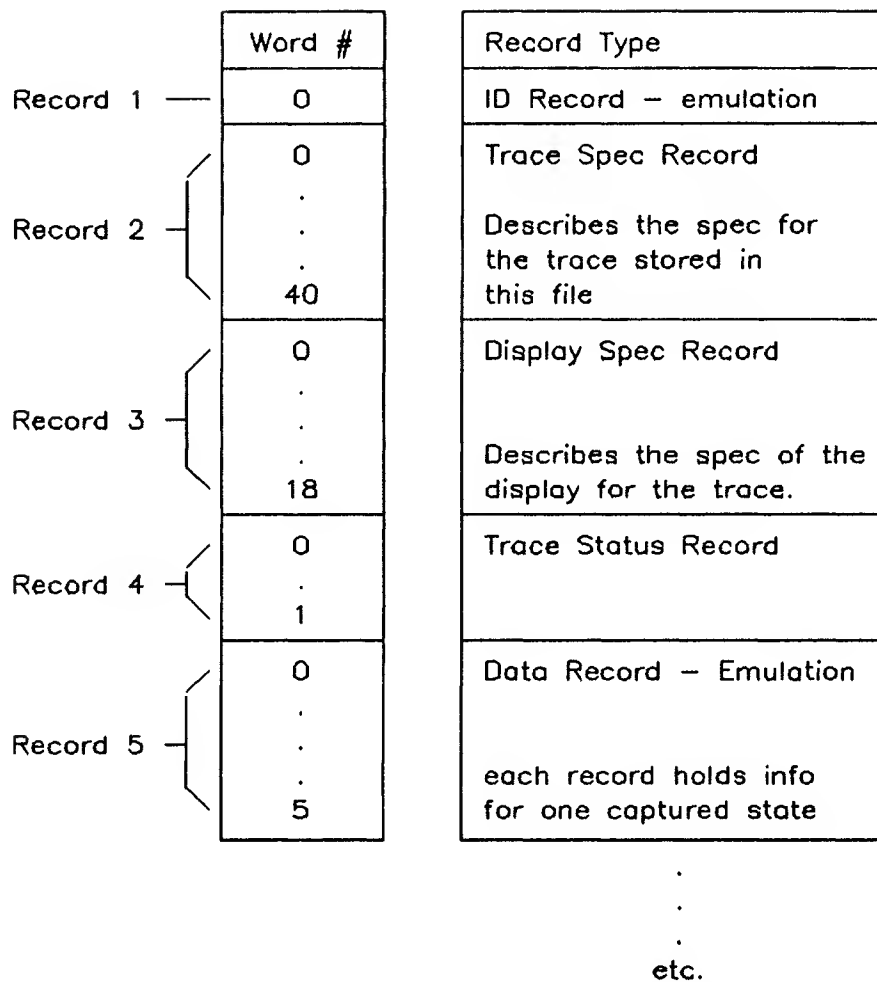 Word # Record Type
Record 1 0 ID Record – emulation
0 Trace Spec Record
.
Record 2 . Describes the spec for
. the trace stored in
40 this file
0 Display Spec Record
.
Record 3 .
. Describes the spec of the
18 display for the trace.
0 Trace Status Record
Record 4 .
1
0 Data Record – Emulation
.
Record 5 .
. each record holds info
5 for one captured state
.
.
.
etc.